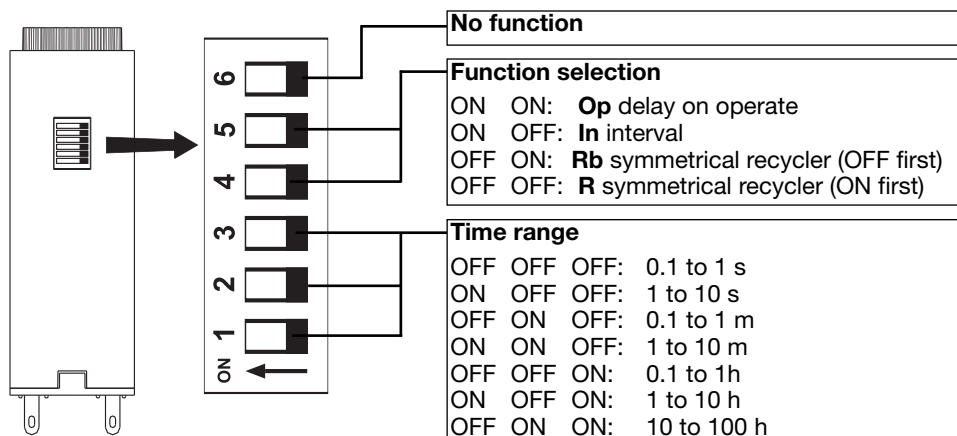 No function
Function selection
ON ON: Op delay on operate
ON OFF: In interval
OFF ON: Rb symmetrical recycler (OFF first)
OFF OFF: R symmetrical recycler (ON first)
Time range
OFF OFF OFF: 0.1 to 1 s
ON OFF OFF: 1 to 10 s
OFF ON OFF: 0.1 to 1 m
ON ON OFF: 1 to 10 m
OFF OFF ON: 0.1 to 1h
ON OFF ON: 1 to 10 h
OFF ON ON: 10 to 100 h
6
5
4
3
2
1
ON